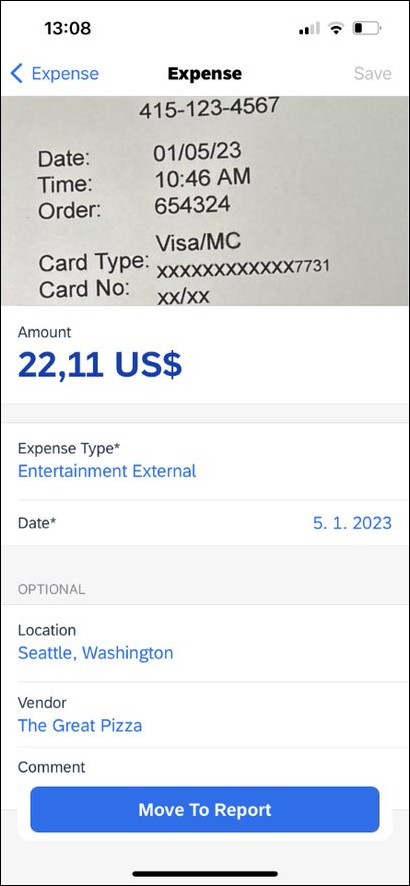 13:08
Expense
Expense
Save
415-123-4567
Date: 01/05/23
Time: 10:46 AM
Order: 654324
Card Type: Visa/MC
Card No: xxxxxxxxxxxx7731
xx/xx
Amount
22,11 US$
Expense Type*
Entertainment External
Date* 5. 1. 2023
OPTIONAL
Location
Seattle, Washington
Vendor
The Great Pizza
Comment
Move To Report